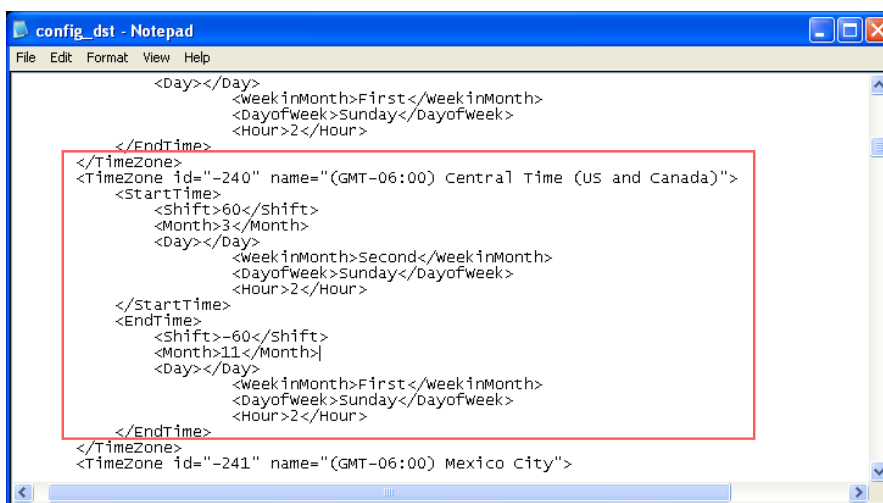 config_dst - Notepad
File Edit Format View Help
<Day></Day>
<WeekinMonth>First</WeekinMonth>
<DayofWeek>Sunday</DayofWeek>
<Hour>2</Hour>
</EndTime>
</TimeZone>
<TimeZone id="-240" name="(GMT-06:00) Central Time (US and Canada)">
<StartTime>
<Shift>60</Shift>
<Month>3</Month>
<Day></Day>
<WeekinMonth>Second</WeekinMonth>
<DayofWeek>Sunday</DayofWeek>
<Hour>2</Hour>
</StartTime>
<EndTime>
<Shift>-60</Shift>
<Month>11</Month>
<Day></Day>
<WeekinMonth>First</WeekinMonth>
<DayofWeek>Sunday</DayofWeek>
<Hour>2</Hour>
</EndTime>
</TimeZone>
<TimeZone id="-241" name="(GMT-06:00) Mexico City">